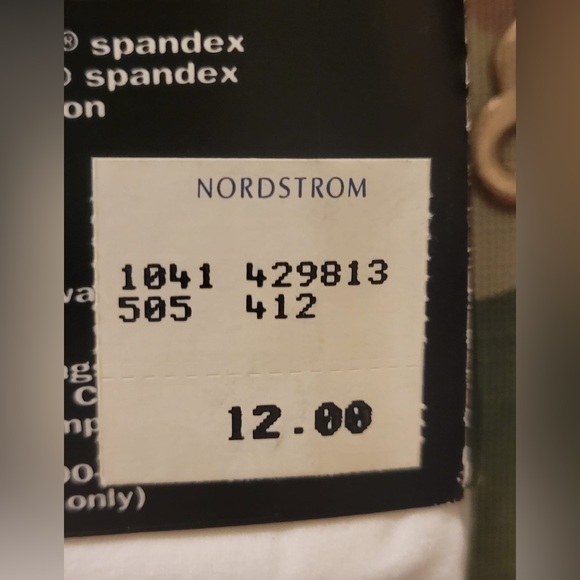 ® spandex
spandex
on
NORDSTROM
1041 429813
505 412
12.00
only)